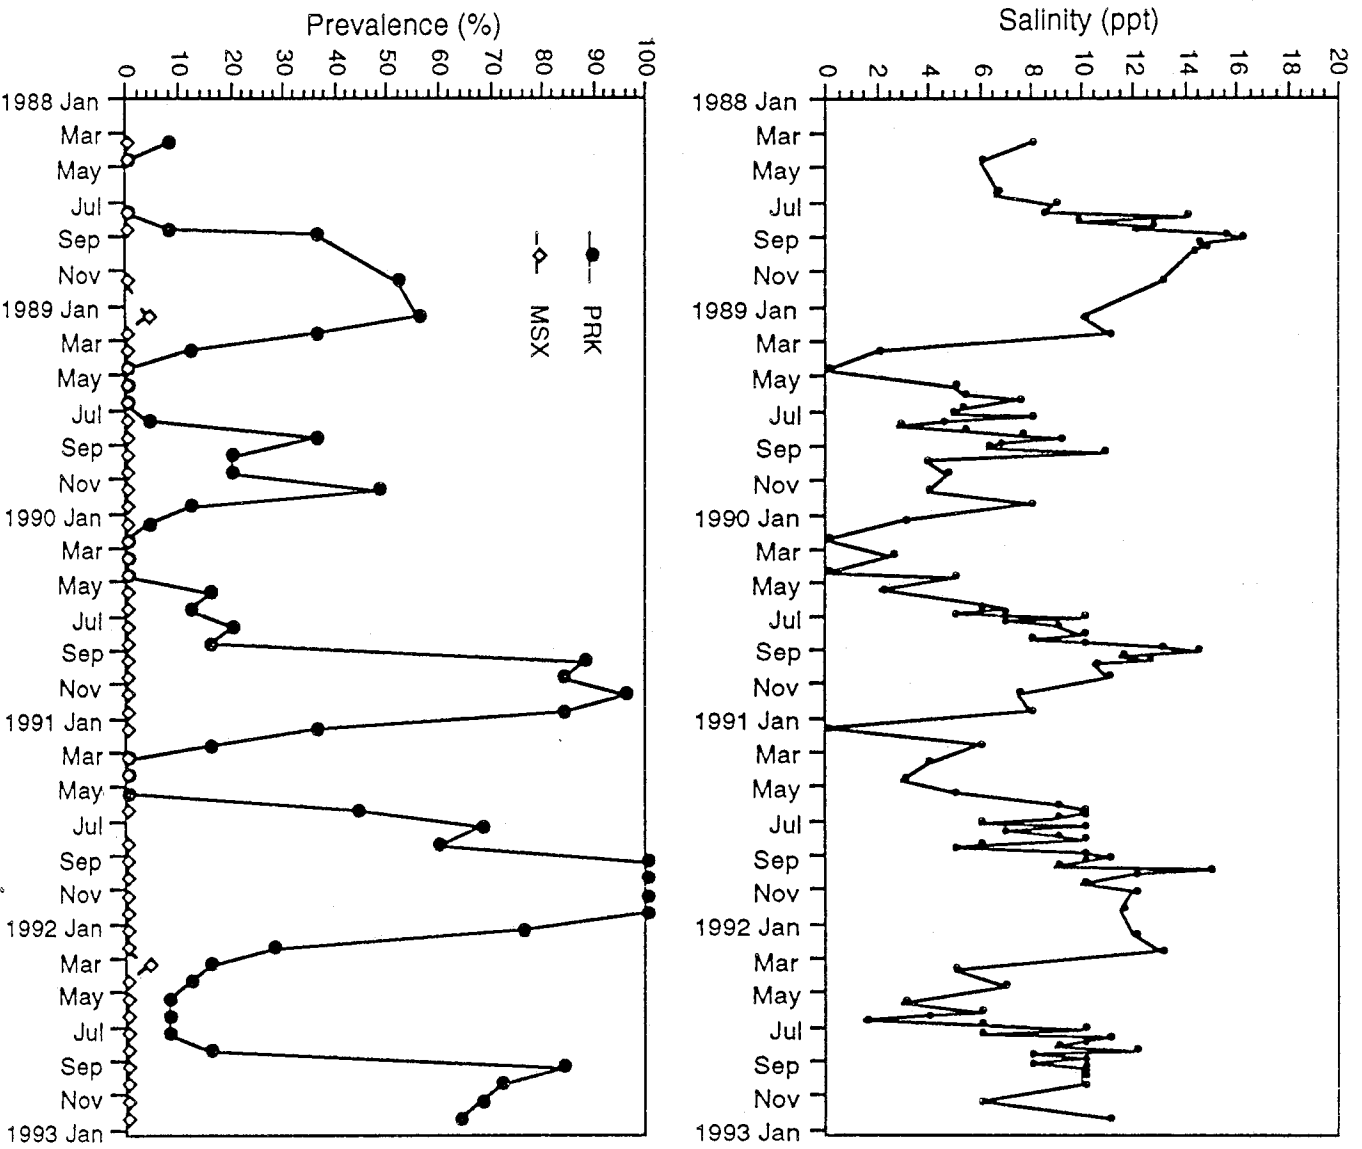 Prevalence (%)
0 10 20 30 40 50 60 70 80 90 100
1988 Jan
Mar
May
Jul
Sep
Nov
1989 Jan
Mar
May
Jul
Sep
Nov
1990 Jan
Mar
May
Jul
Sep
Nov
1991 Jan
Mar
May
Jul
Sep
Nov
1992 Jan
Mar
May
Jul
Sep
Nov
1993 Jan
PRK
MSX
Salinity (ppt)
0 2 4 6 8 10 12 14 16 18 20
1988 Jan
Mar
May
Jul
Sep
Nov
1989 Jan
Mar
May
Jul
Sep
Nov
1990 Jan
Mar
May
Jul
Sep
Nov
1991 Jan
Mar
May
Jul
Sep
Nov
1992 Jan
Mar
May
Jul
Sep
Nov
1993 Jan